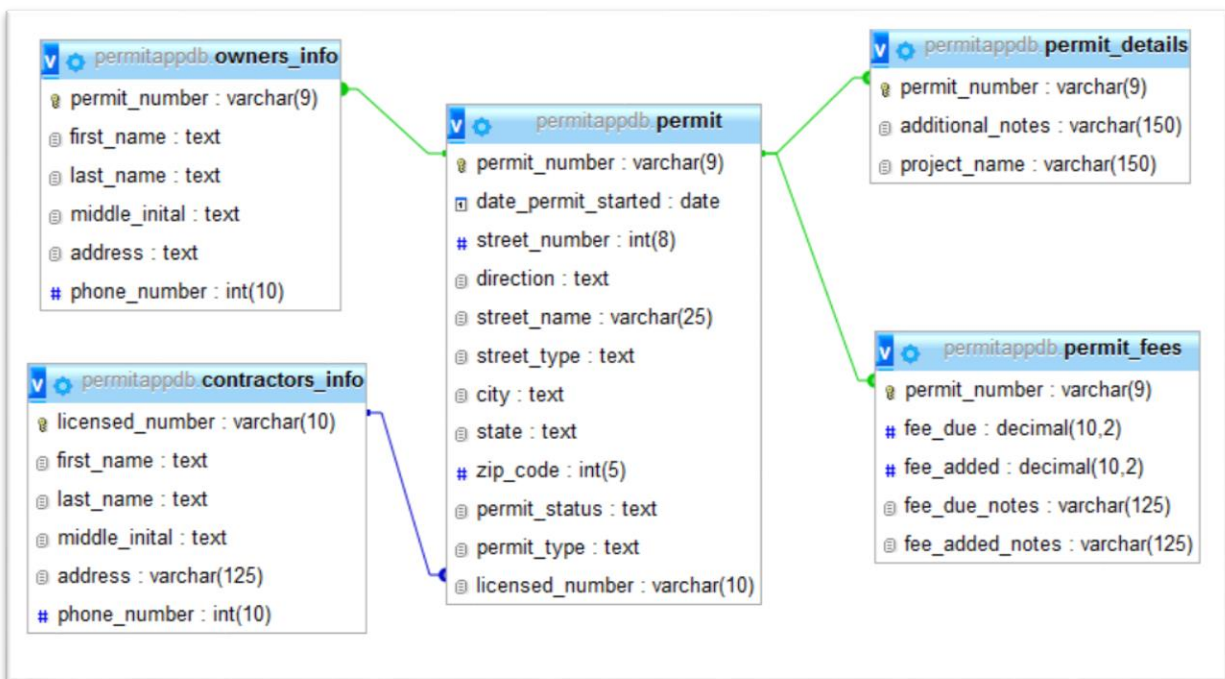 permitappdb.owners_info
permit_number : varchar(9)
first_name : text
last_name : text
middle_inital : text
address : text
phone_number : int(10)
permitappdb.contractors_info
licensed_number : varchar(10)
first_name : text
last_name : text
middle_inital : text
address : varchar(125)
phone_number : int(10)
permitappdb.permit
permit_number : varchar(9)
date_permit_started : date
street_number : int(8)
direction : text
street_name : varchar(25)
street_type : text
city : text
state : text
zip_code : int(5)
permit_status : text
permit_type : text
licensed_number : varchar(10)
permitappdb.permit_details
permit_number : varchar(9)
additional_notes : varchar(150)
project_name : varchar(150)
permitappdb.permit_fees
permit_number : varchar(9)
fee_due : decimal(10,2)
fee_added : decimal(10,2)
fee_due_notes : varchar(125)
fee_added_notes : varchar(125)